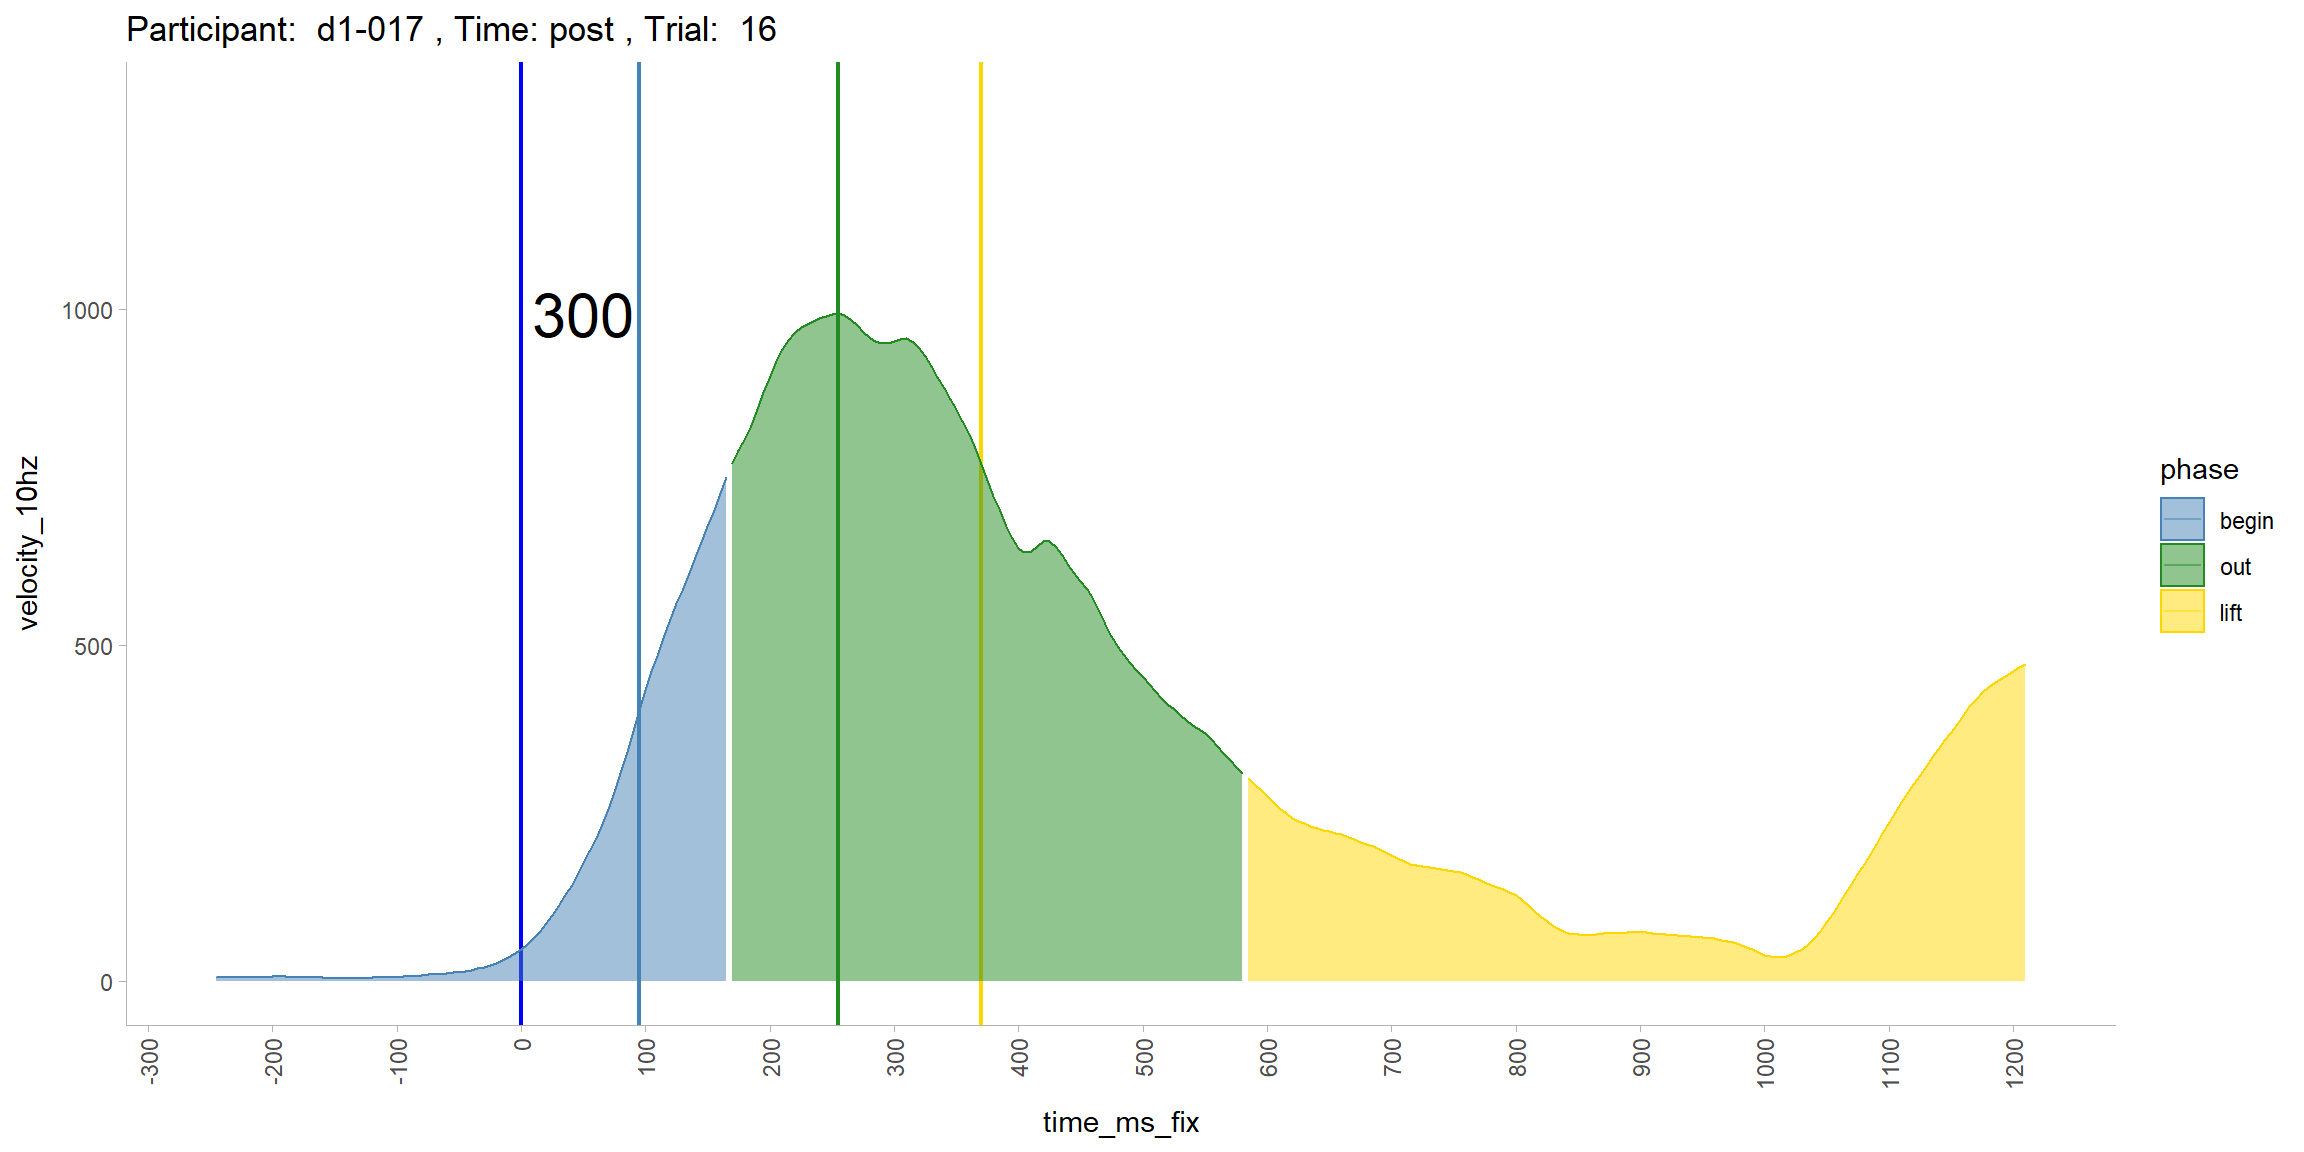 Participant:  d1-017 , Time: post , Trial:  16
velocity_10hz
1000
500
0
300
-300
-200
-100
0
100
200
300
400
500
600
700
800
900
1000
1100
1200
time_ms_fix
phase
begin
out
lift